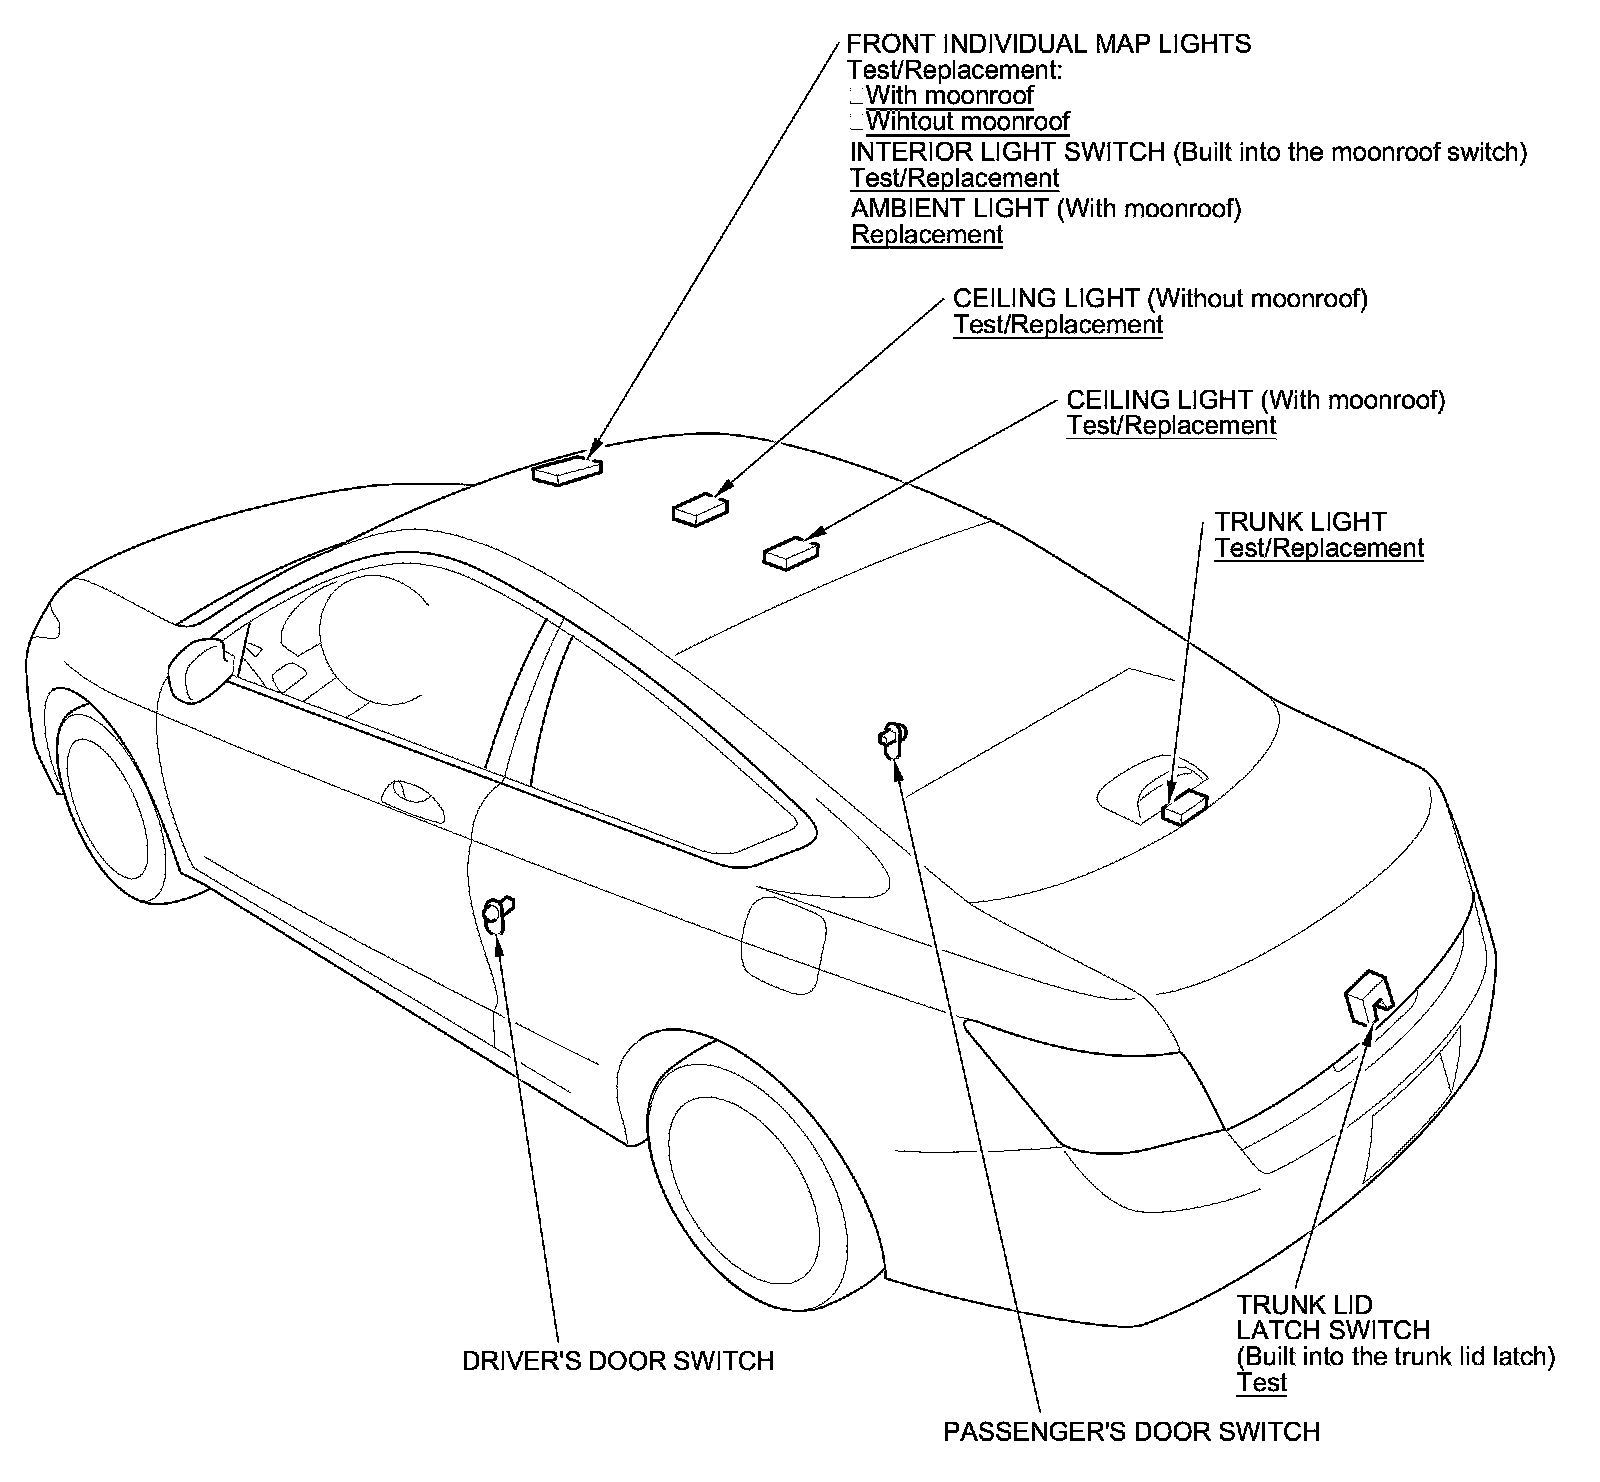 FRONT INDIVIDUAL MAP LIGHTS
Test/Replacement:
With moonroof
Wihtout moonroof
INTERIOR LIGHT SWITCH (Built into the moonroof switch)
Test/Replacement
AMBIENT LIGHT (With moonroof)
Replacement
CEILING LIGHT (Without moonroof)
Test/Replacement
CEILING LIGHT (With moonroof)
Test/Replacement
TRUNK LIGHT
Test/Replacement
TRUNK LID
LATCH SWITCH
(Built into the trunk lid latch)
Test
DRIVER'S DOOR SWITCH
PASSENGER'S DOOR SWITCH